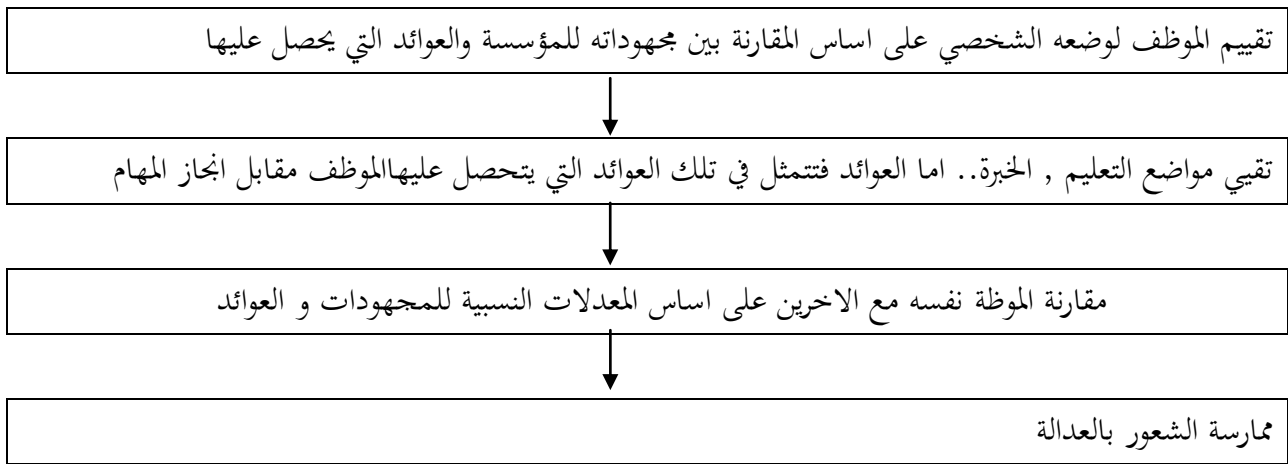 تقييم الموظف لوضعه الشخصي على اساس المقارنة بين مجهوداته للمؤسسة والعوائد التي يحصل عليها
تقيي مواضع التعليم , الخبرة.. اما العوائد فتتمثل في تلك العوائد التي يتحصل عليهاالموظف مقابل انجاز المهام
مقارنة الموظة نفسه مع الاخرين على اساس المعدلات النسبية للمجهودات و العوائد
ممارسة الشعور بالعدالة